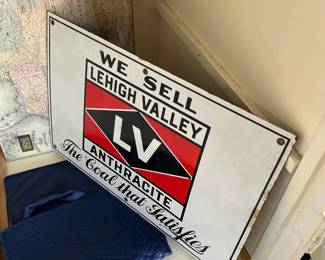 WE SELL
LEHIGH VALLEY
LV
ANTHRACITE
The Coal that Satisfies